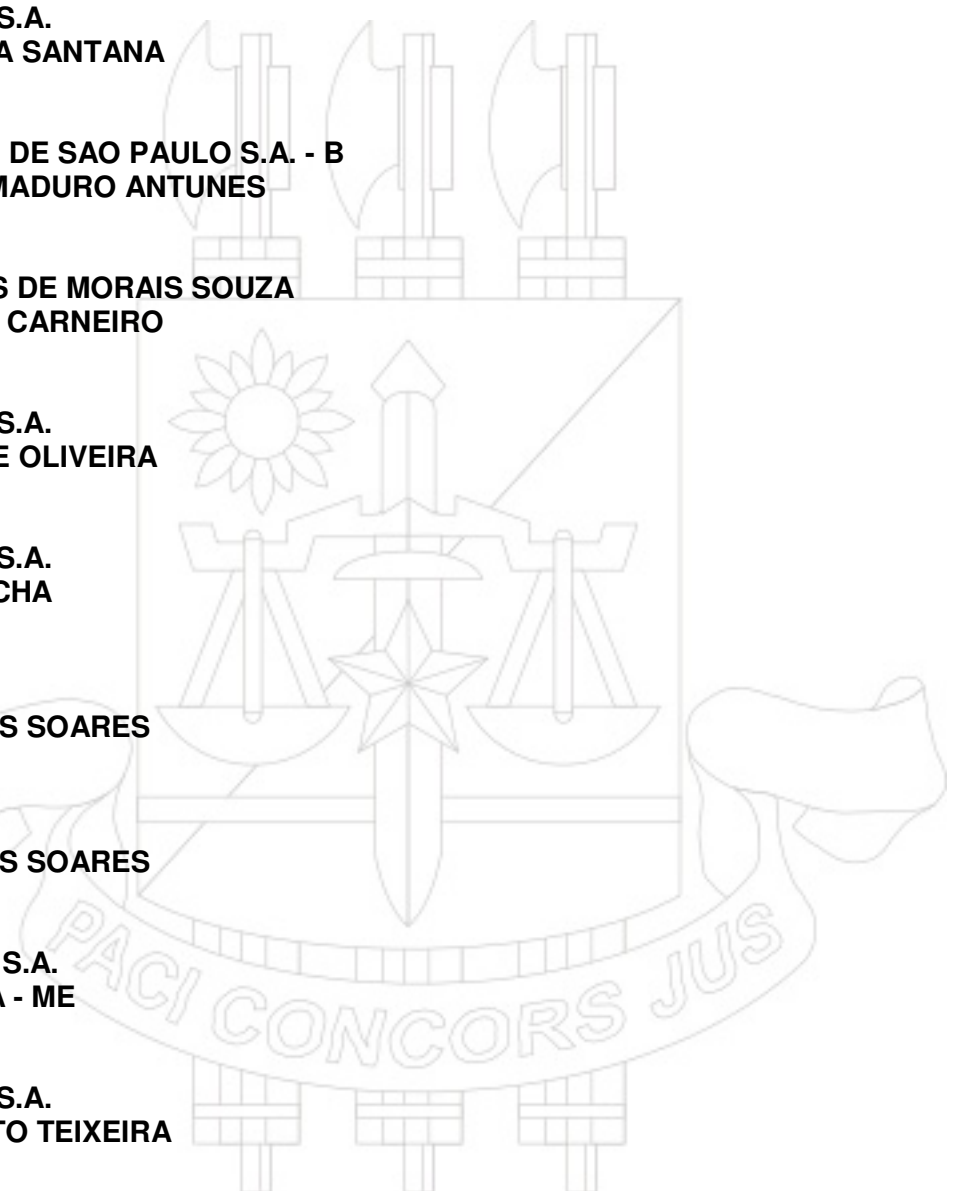 S.A.
A SANTANA
DE SAO PAULO S.A. - B
MADURO ANTUNES
S DE MORAIS SOUZA
CARNEIRO
S.A.
E OLIVEIRA
S.A.
CHA
S SOARES
S SOARES
S.A.
A - ME
S.A.
TO TEIXEIRA
PACI CONCORS JUS